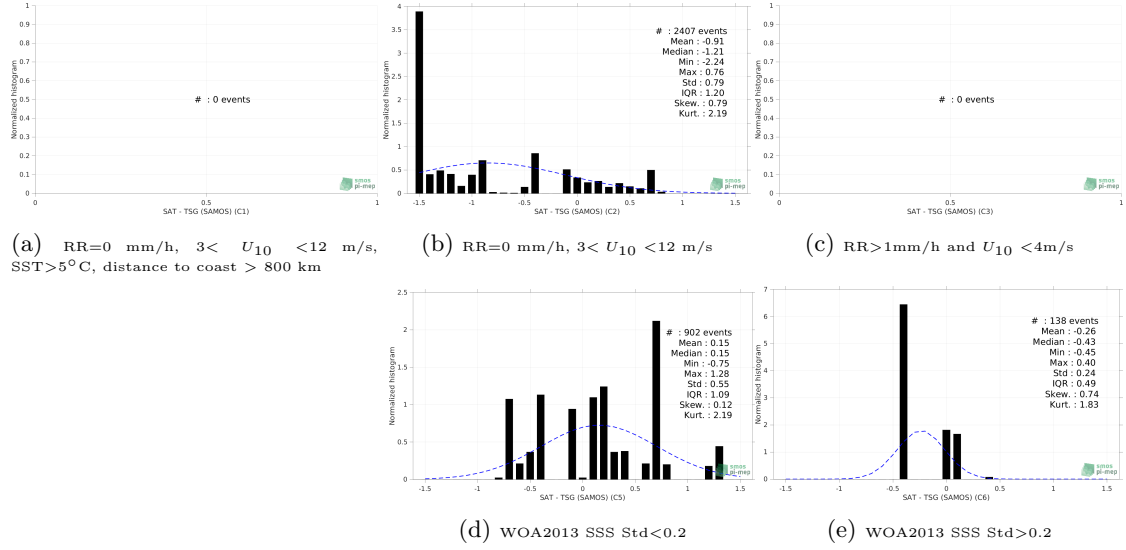 1
0.9
0.8
0.7
0.6
0.5
0.4
0.3
0.2
0.1
0
Normalized histogram
# : 0 events
0 0.5 1
SAT - TSG (SAMOS) (C1)
smos
pi-mep
(a) RR=0 mm/h, 3< U10 <12 m/s,
SST>5°C, distance to coast > 800 km
4
3.5
3
2.5
2
1.5
1
0.5
0
Normalized histogram
# : 2407 events
Mean : -0.91
Median : -1.21
Min : -2.24
Max : 0.76
Std : 0.79
IQR : 1.20
Skew. : 0.79
Kurt. : 2.19
-1.5 -1 -0.5 0 0.5 1 1.5
SAT - TSG (SAMOS) (C2)
smos
pi-mep
(b) RR=0 mm/h, 3< U10 <12 m/s
1
0.9
0.8
0.7
0.6
0.5
0.4
0.3
0.2
0.1
0
Normalized histogram
# : 0 events
0 0.5 1
SAT - TSG (SAMOS) (C3)
smos
pi-mep
(c) RR>1mm/h and U10 <4m/s
2.5
2
1.5
1
0.5
0
Normalized histogram
# : 902 events
Mean : 0.15
Median : 0.15
Min : -0.75
Max : 1.28
Std : 0.55
IQR : 1.09
Skew. : 0.12
Kurt. : 2.19
-1.5 -1 -0.5 0 0.5 1 1.5
SAT - TSG (SAMOS) (C5)
smos
pi-mep
(d) WOA2013 SSS Std<0.2
7
6
5
4
3
2
1
0
Normalized histogram
# : 138 events
Mean : -0.26
Median : -0.43
Min : -0.45
Max : 0.40
Std : 0.24
IQR : 0.49
Skew. : 0.74
Kurt. : 1.83
-1.5 -1 -0.5 0 0.5 1 1.5
SAT - TSG (SAMOS) (C6)
smos
pi-mep
(e) WOA2013 SSS Std>0.2